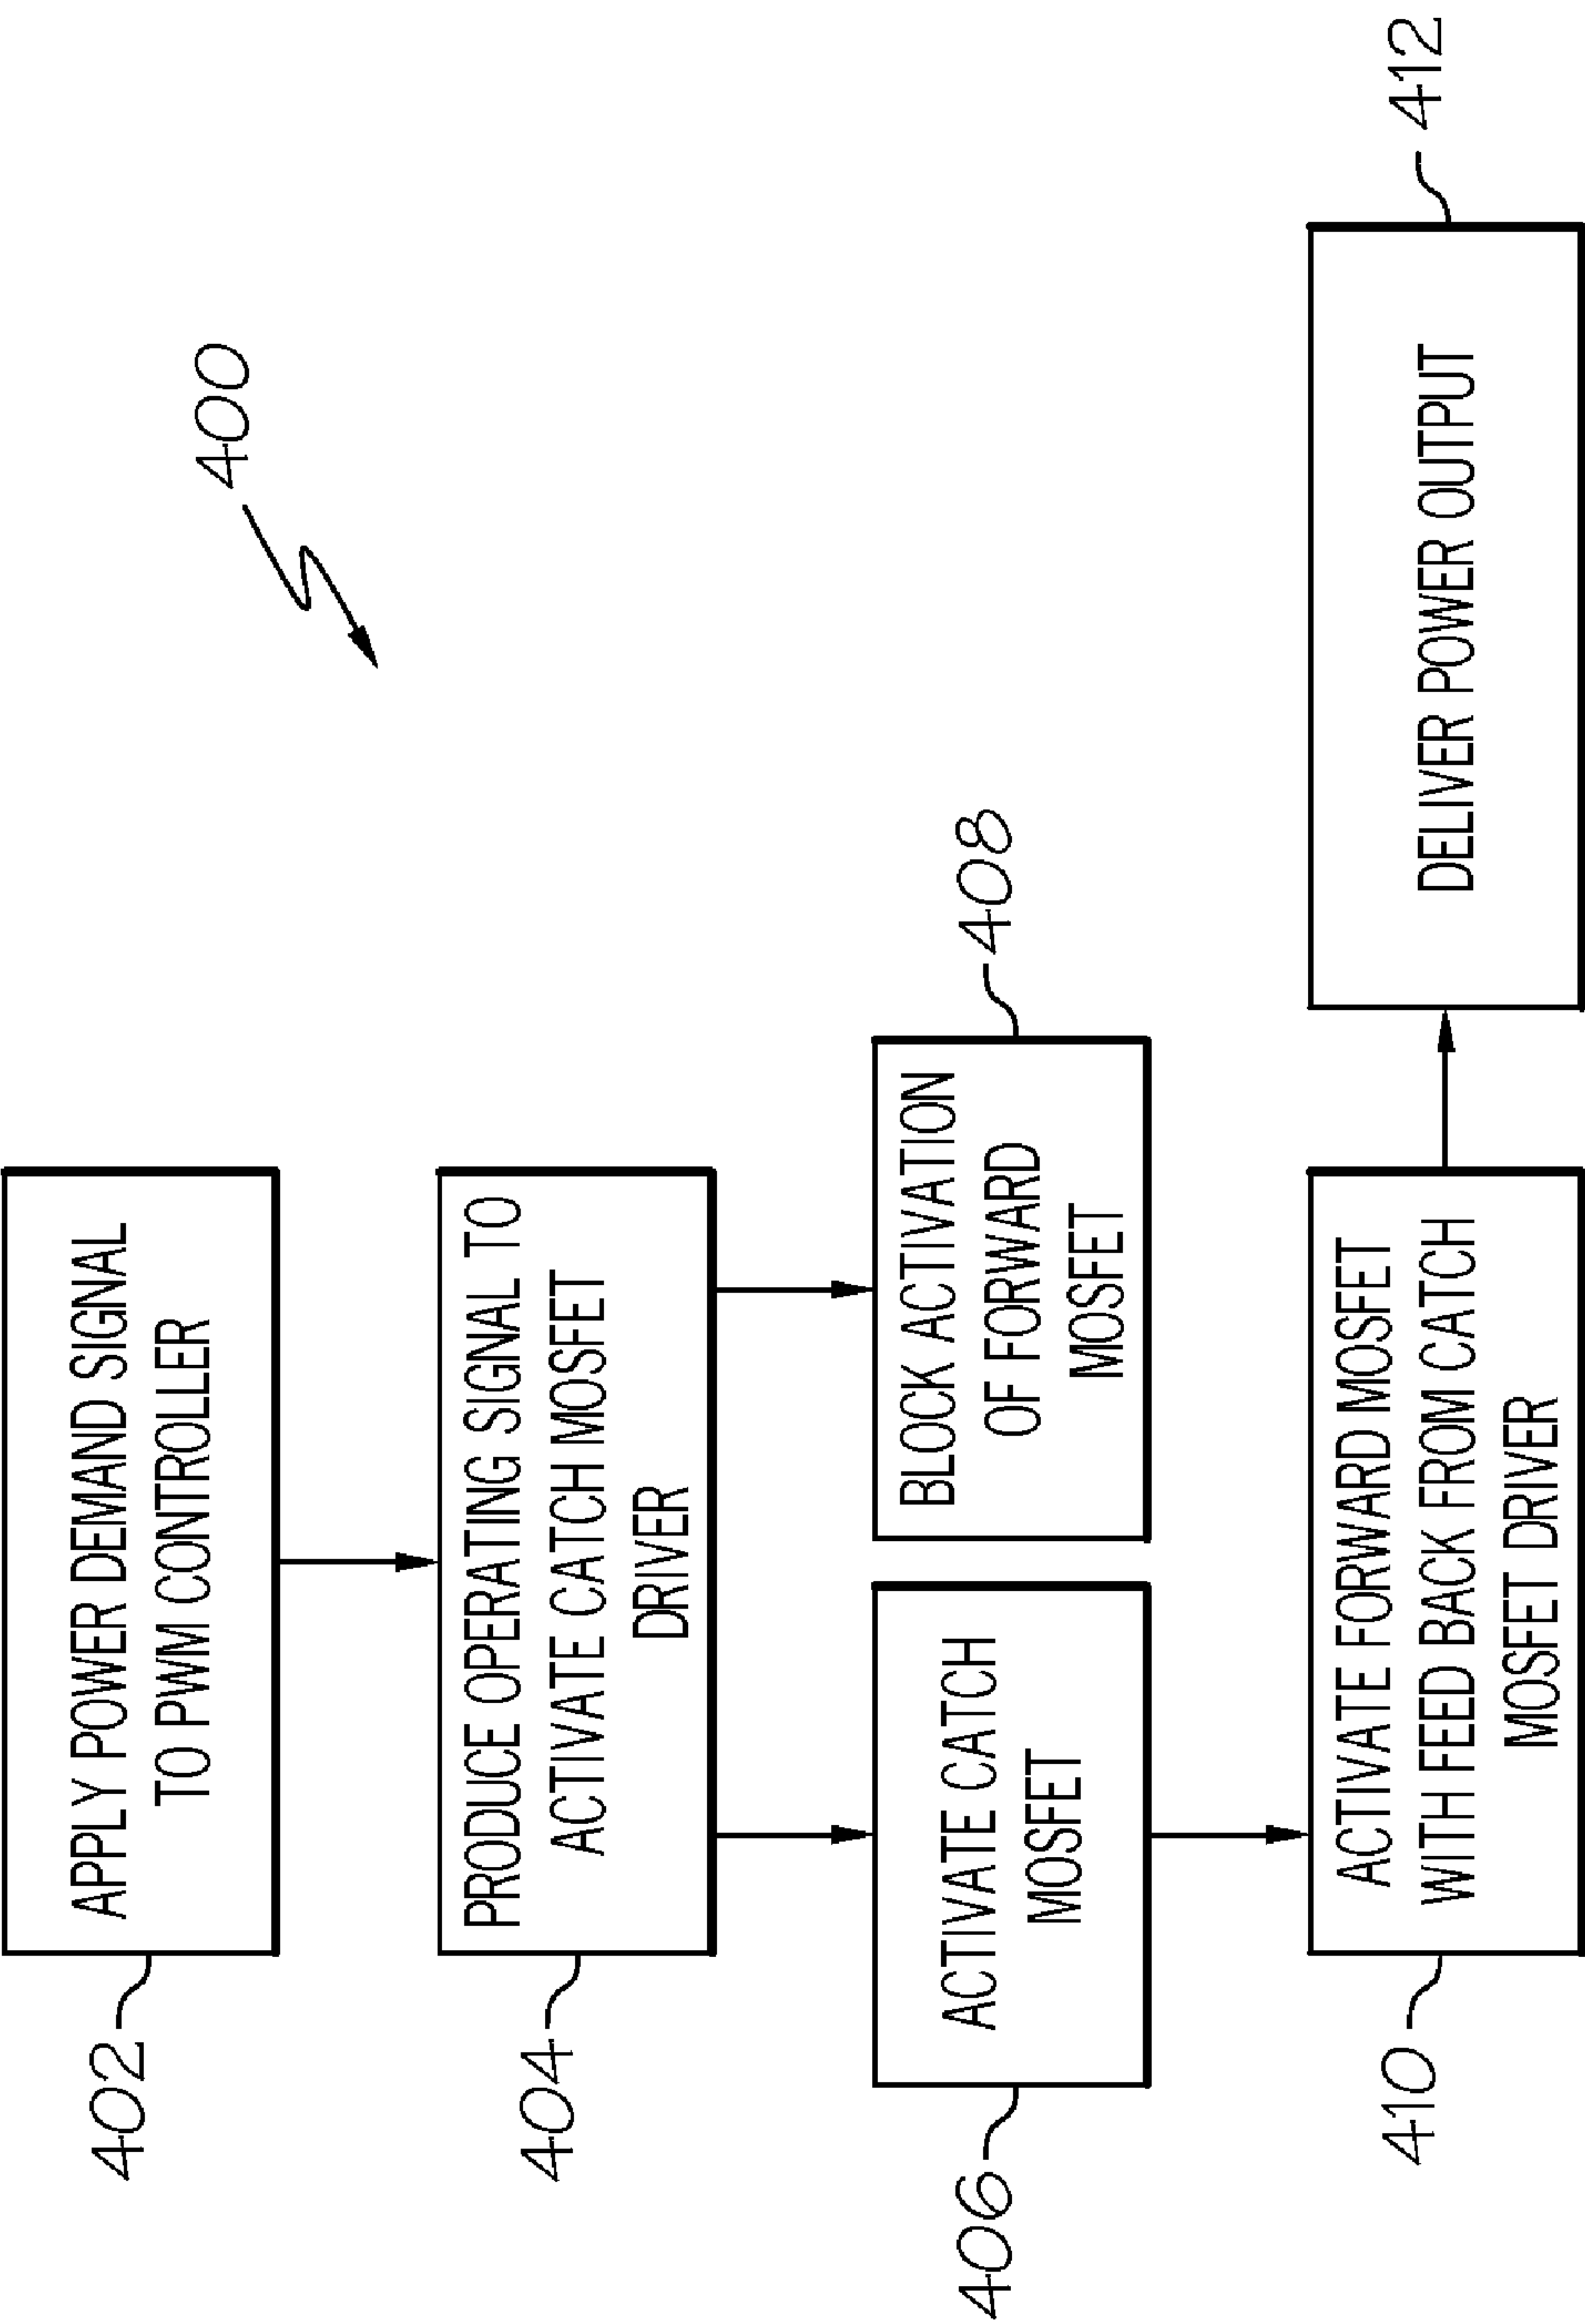 400
402
APPLY POWER DEMAND SIGNAL
TO PWM CONTROLLER
404
PRODUCE OPERATING SIGNAL TO
ACTIVATE CATCH MOSFET
DRIVER
406
ACTIVATE CATCH
MOSFET
BLOCK ACTIVATION
OF FORWARD
MOSFET
408
410
ACTIVATE FORWARD MOSFET
WITH FEED BACK FROM CATCH
MOSFET DRIVER
DELIVER POWER OUTPUT
412